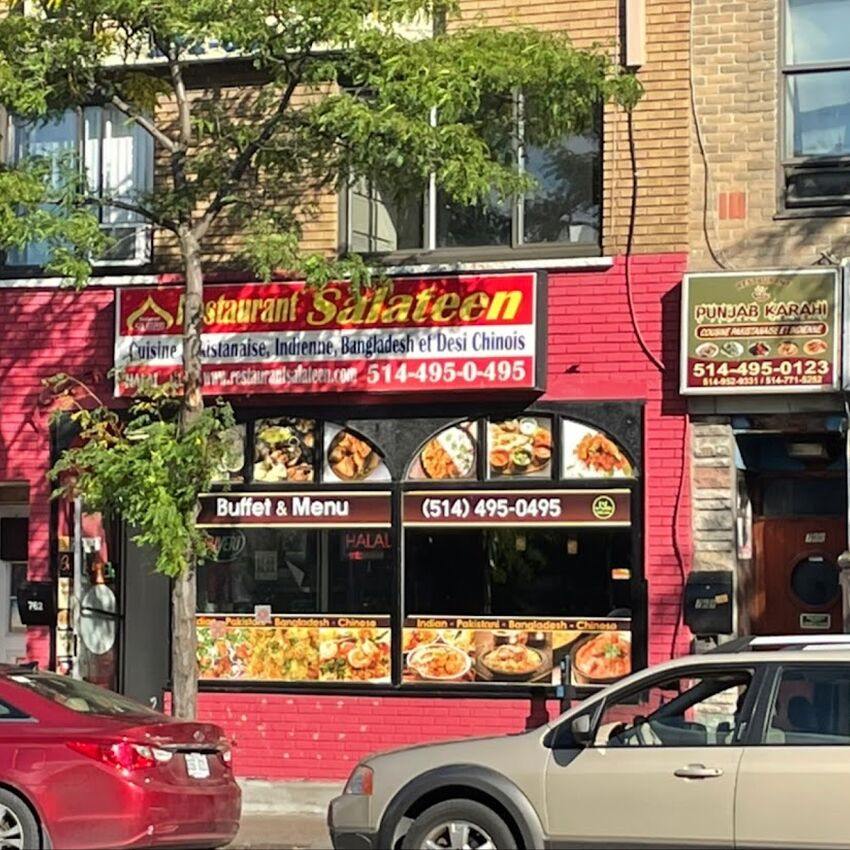 Restaurant Salateen
Cuisine Pakistanaise, Indienne, Bangladesh et Desi Chinois
HALAL
www.restaurantsalateen.com 514-495-0-495
PUNJAB KARAHI
CUISINE PAKISTANAISE ET INDIENNE
514-495-0123
514-952-9331 / 514-771-5252
Buffet & Menu
(514) 495-0495
HALAL
Indian - Pakistani - Bangladesh - Chinese
Indian - Pakistani - Bangladesh - Chinese
762